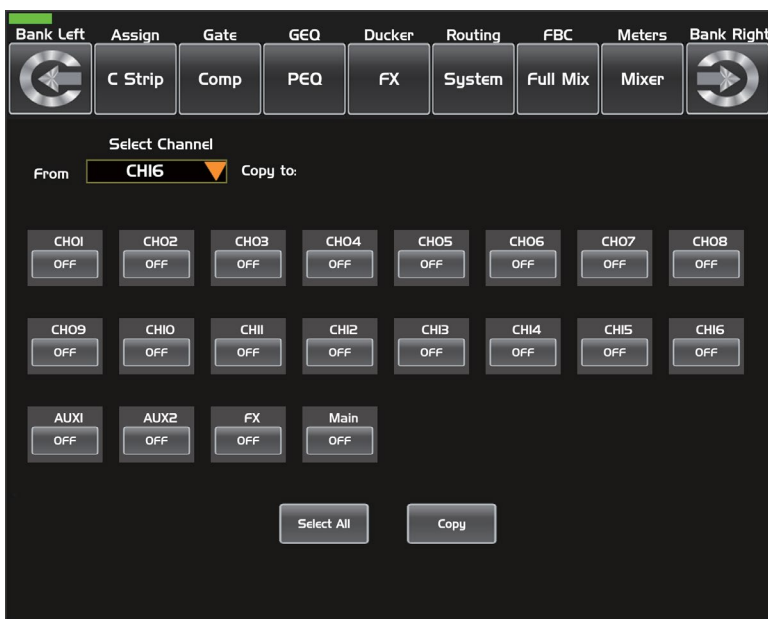 Bank Left Assign Gate GEQ Ducker Routing FBC Meters Bank Right
C Strip Comp PEQ FX System Full Mix Mixer
Select Channel
From CH16 Copy to:
CH01 CH02 CH03 CH04 CH05 CH06 CH07 CH08
OFF OFF OFF OFF OFF OFF OFF OFF
CH09 CH10 CH11 CH12 CH13 CH14 CH15 CH16
OFF OFF OFF OFF OFF OFF OFF OFF
AUX1 AUX2 FX Main
OFF OFF OFF OFF
Select All Copy